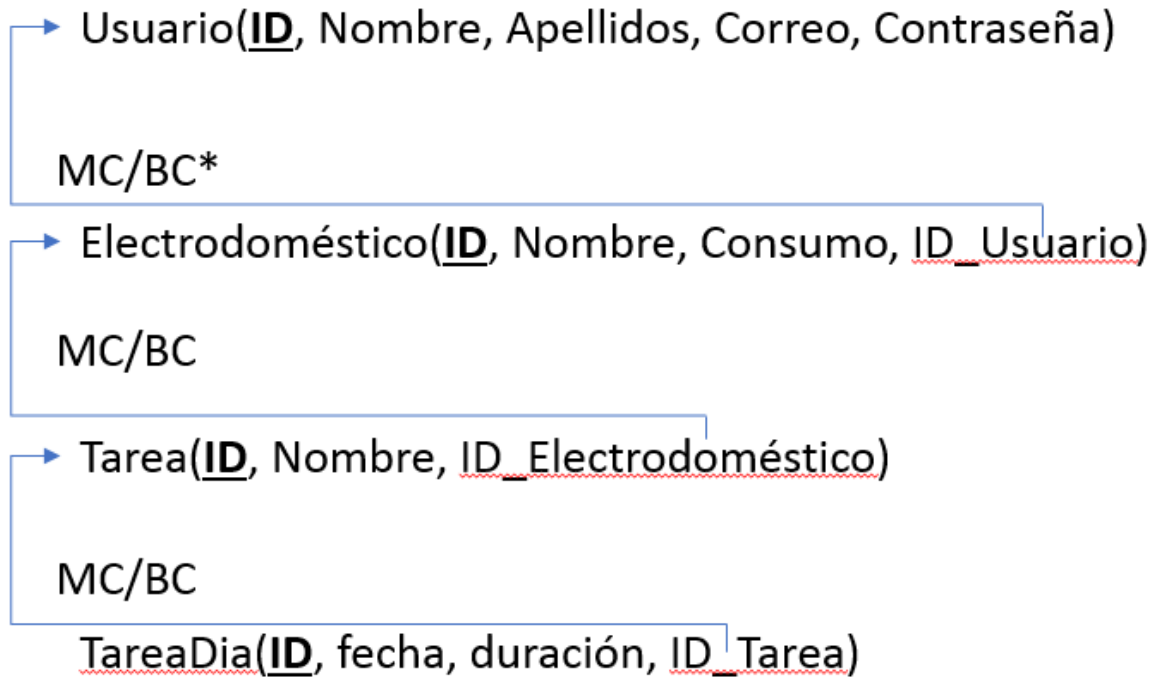 Usuario(ID, Nombre, Apellidos, Correo, Contraseña)
MC/BC*
Electrodoméstico(ID, Nombre, Consumo, ID_Usuario)
MC/BC
Tarea(ID, Nombre, ID_Electrodoméstico)
MC/BC
TareaDia(ID, fecha, duración, ID_Tarea)